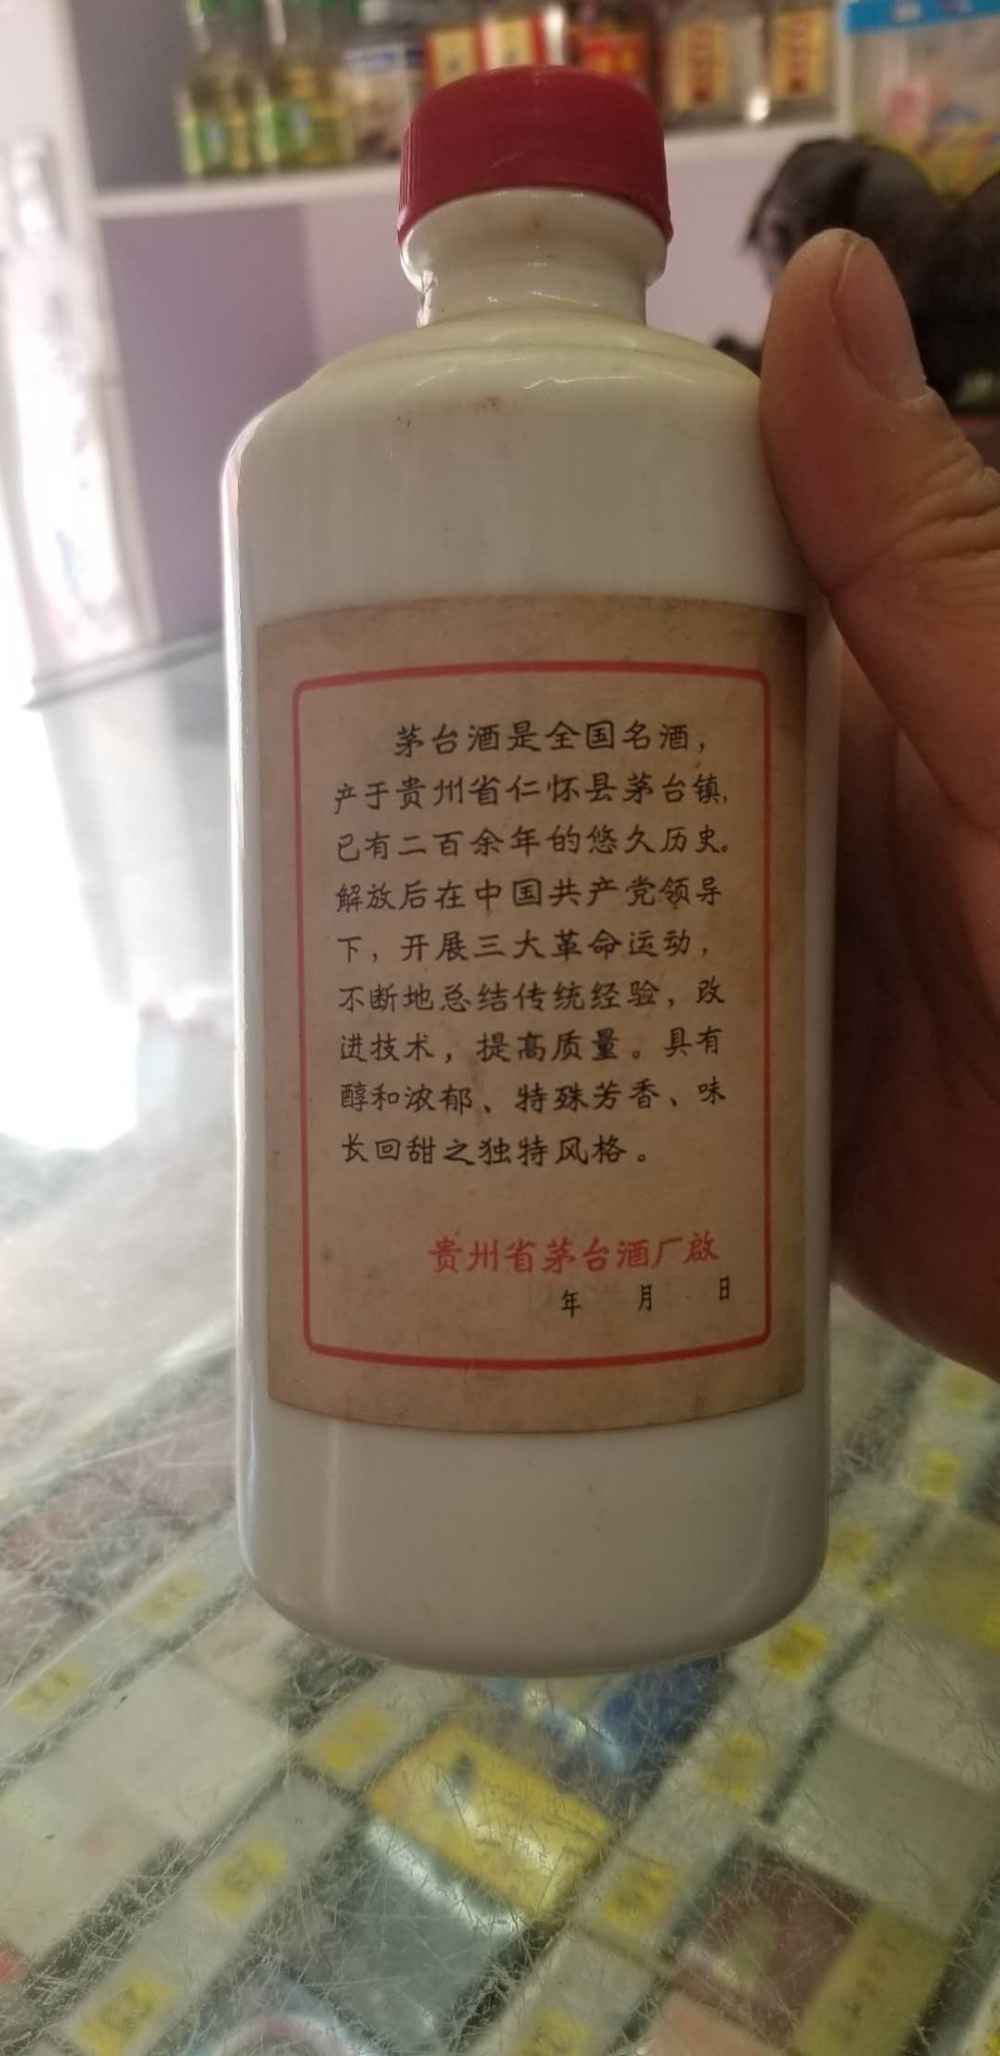 茅台酒是全国名酒，
产于贵州省仁怀县茅台镇，
已有二百余年的悠久历史。
解放后在中国共产党领导
下，开展三大革命运动，
不断地总结传统经验，改
进技术，提高质量。具有
醇和浓郁、特殊芳香、味
长回甜之独特风格。
贵州省茅台酒厂啟
年 月 日